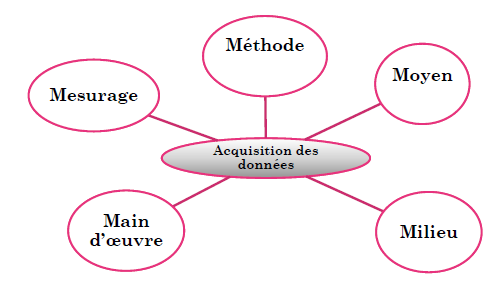 Méthode
Moyen
Mesurage
Acquisition des
données
Main
d’œuvre
Milieu